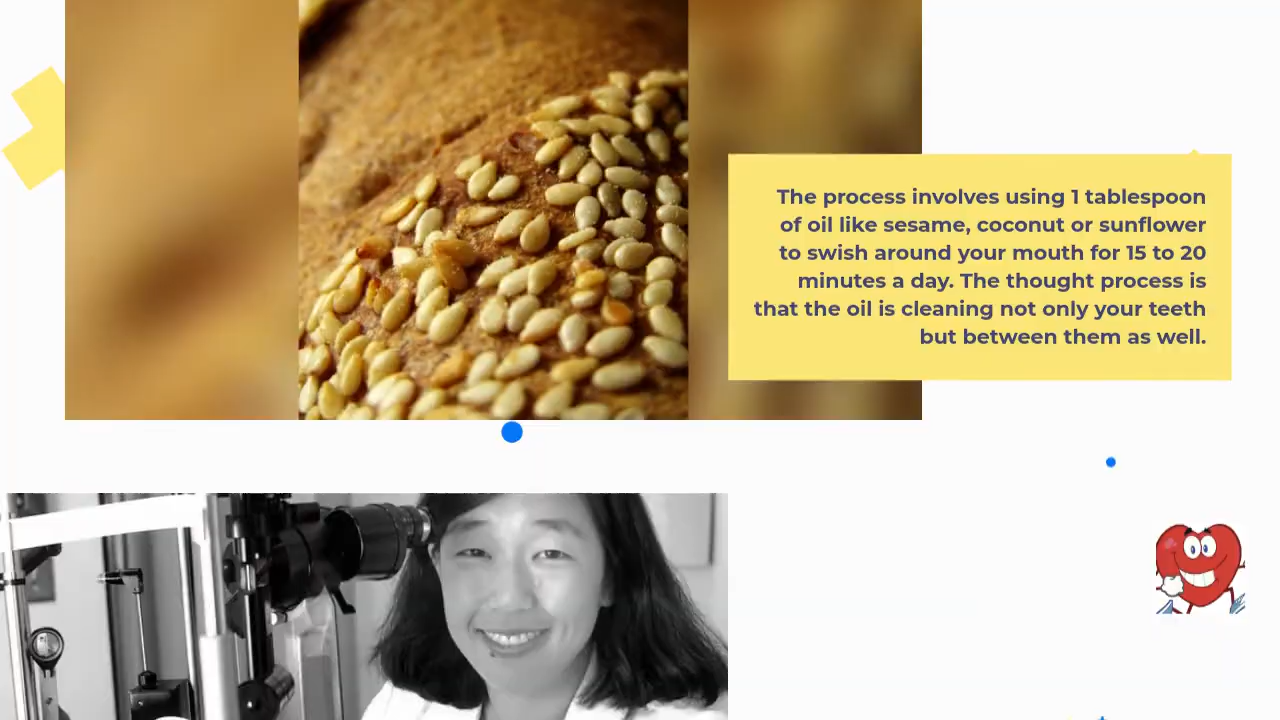 The process involves using 1 tablespoon
of oil like sesame, coconut or sunflower
to swish around your mouth for 15 to 20
minutes a day. The thought process is
that the oil is cleaning not only your teeth
but between them as well.